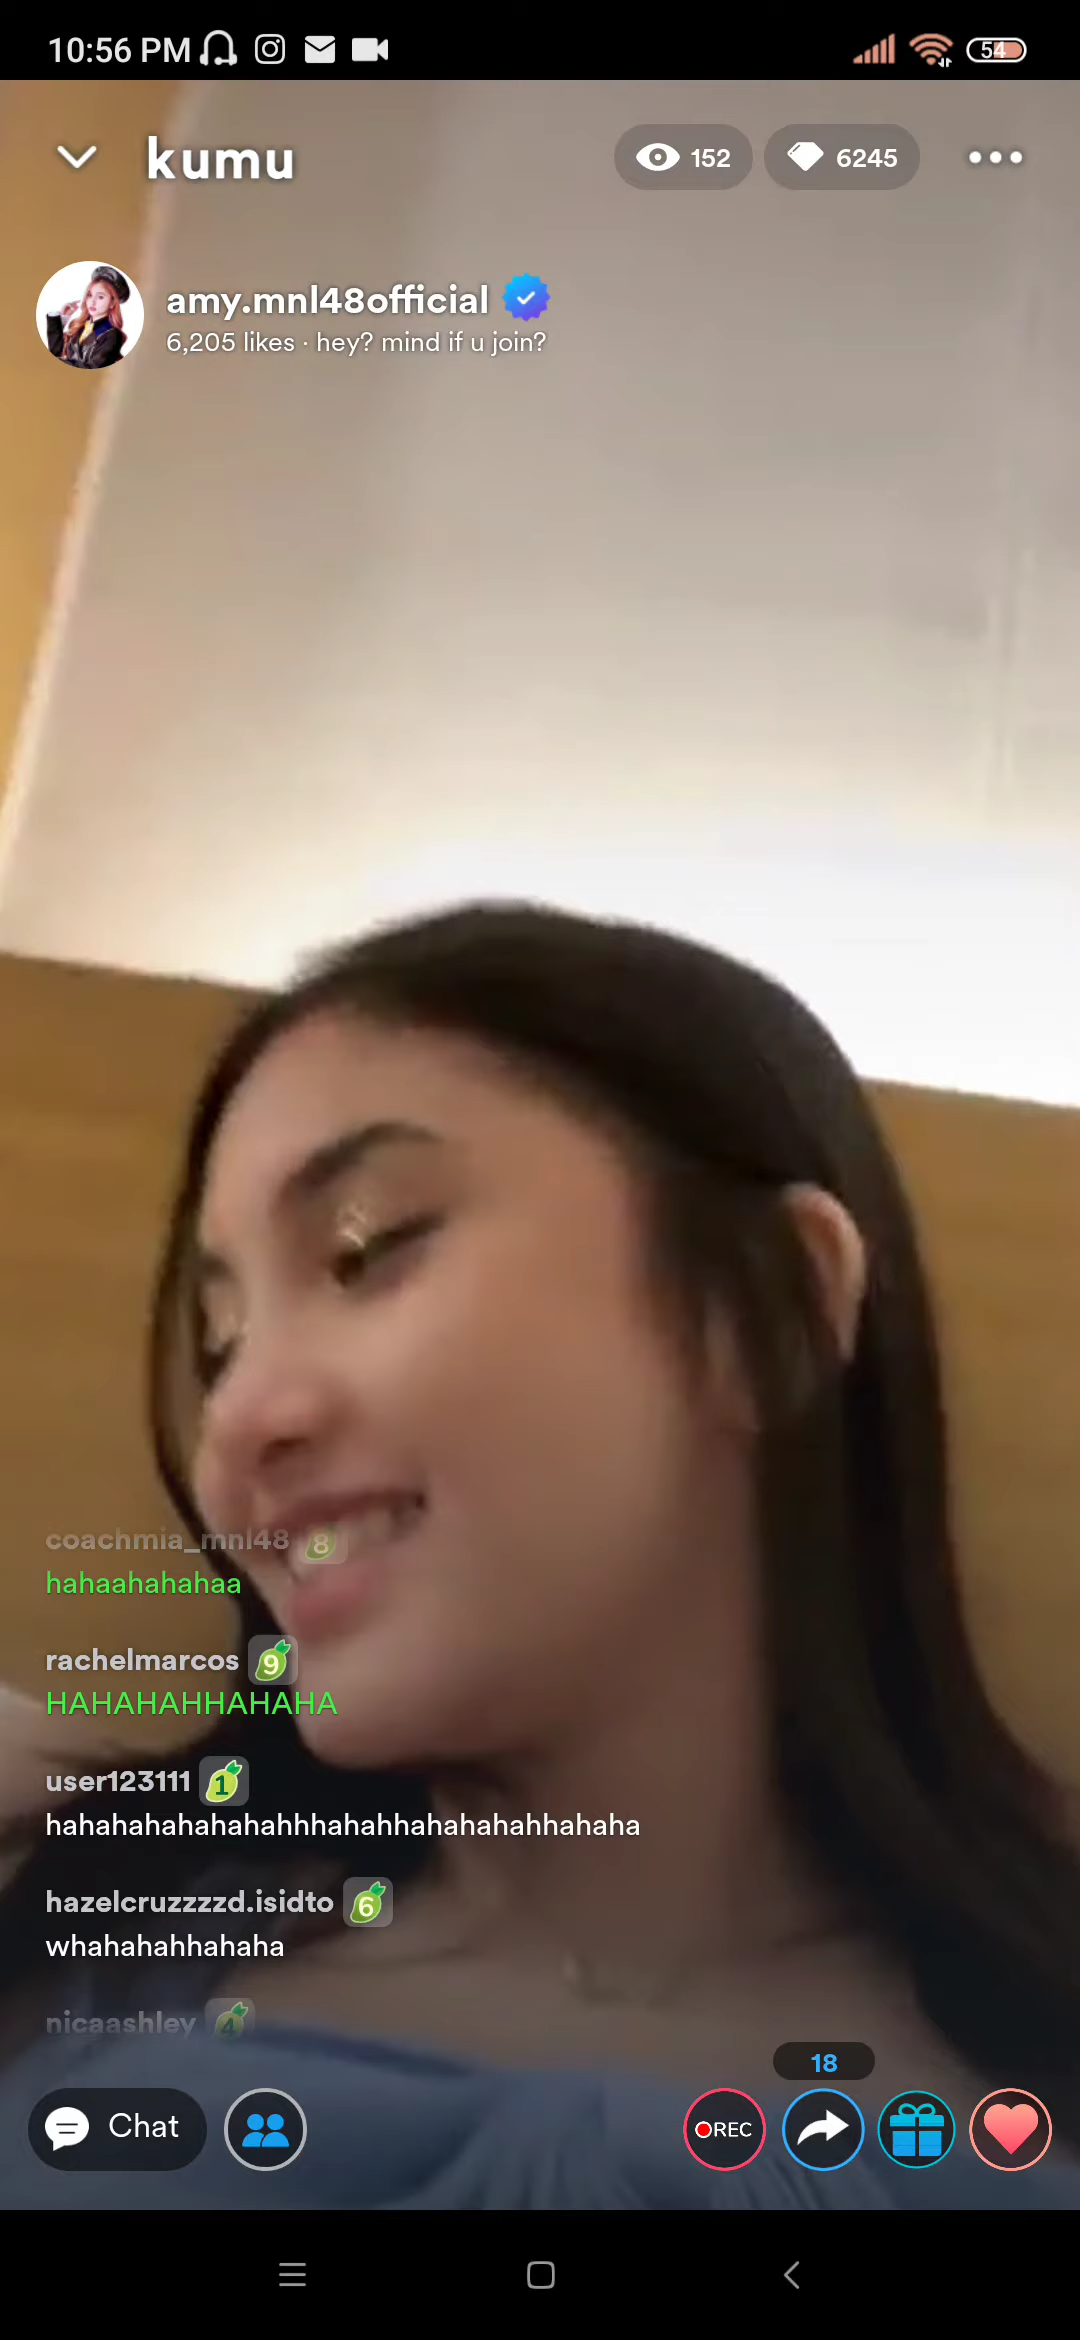 10:56 PM
54
kumu
152
6245
amy.mnl48official
6,205 likes · hey? mind if u join?
coachmia_mnl48 8
hahaahahahaa
rachelmarcos 9
HAHAHAHHAHAHA
user123111 1
hahahahahahahahhhahahhahahahahhahaha
hazelcruzzzzd.isidto 6
whahahahhahaha
nicaashley 4
18
Chat
REC